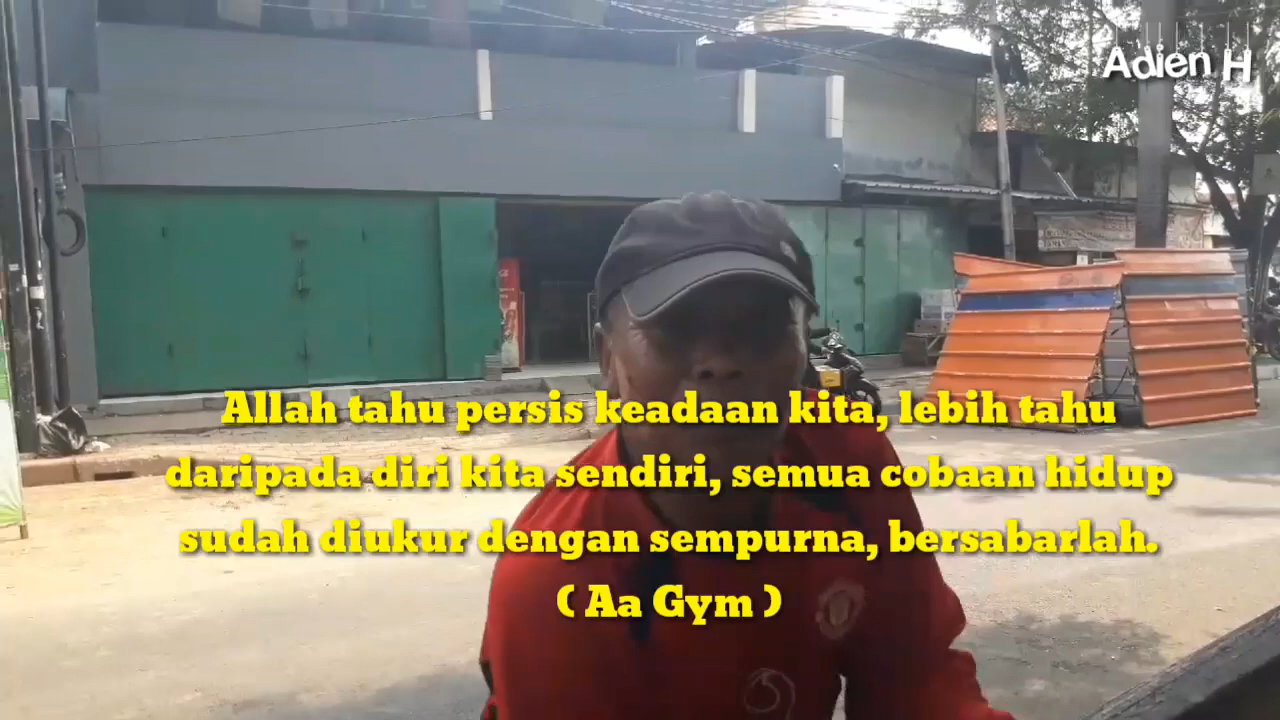 Adien H
Allah tahu persis keadaan kita, lebih tahu
daripada diri kita sendiri, semua cobaan hidup
sudah diukur dengan sempurna, bersabarlah.
( Aa Gym )